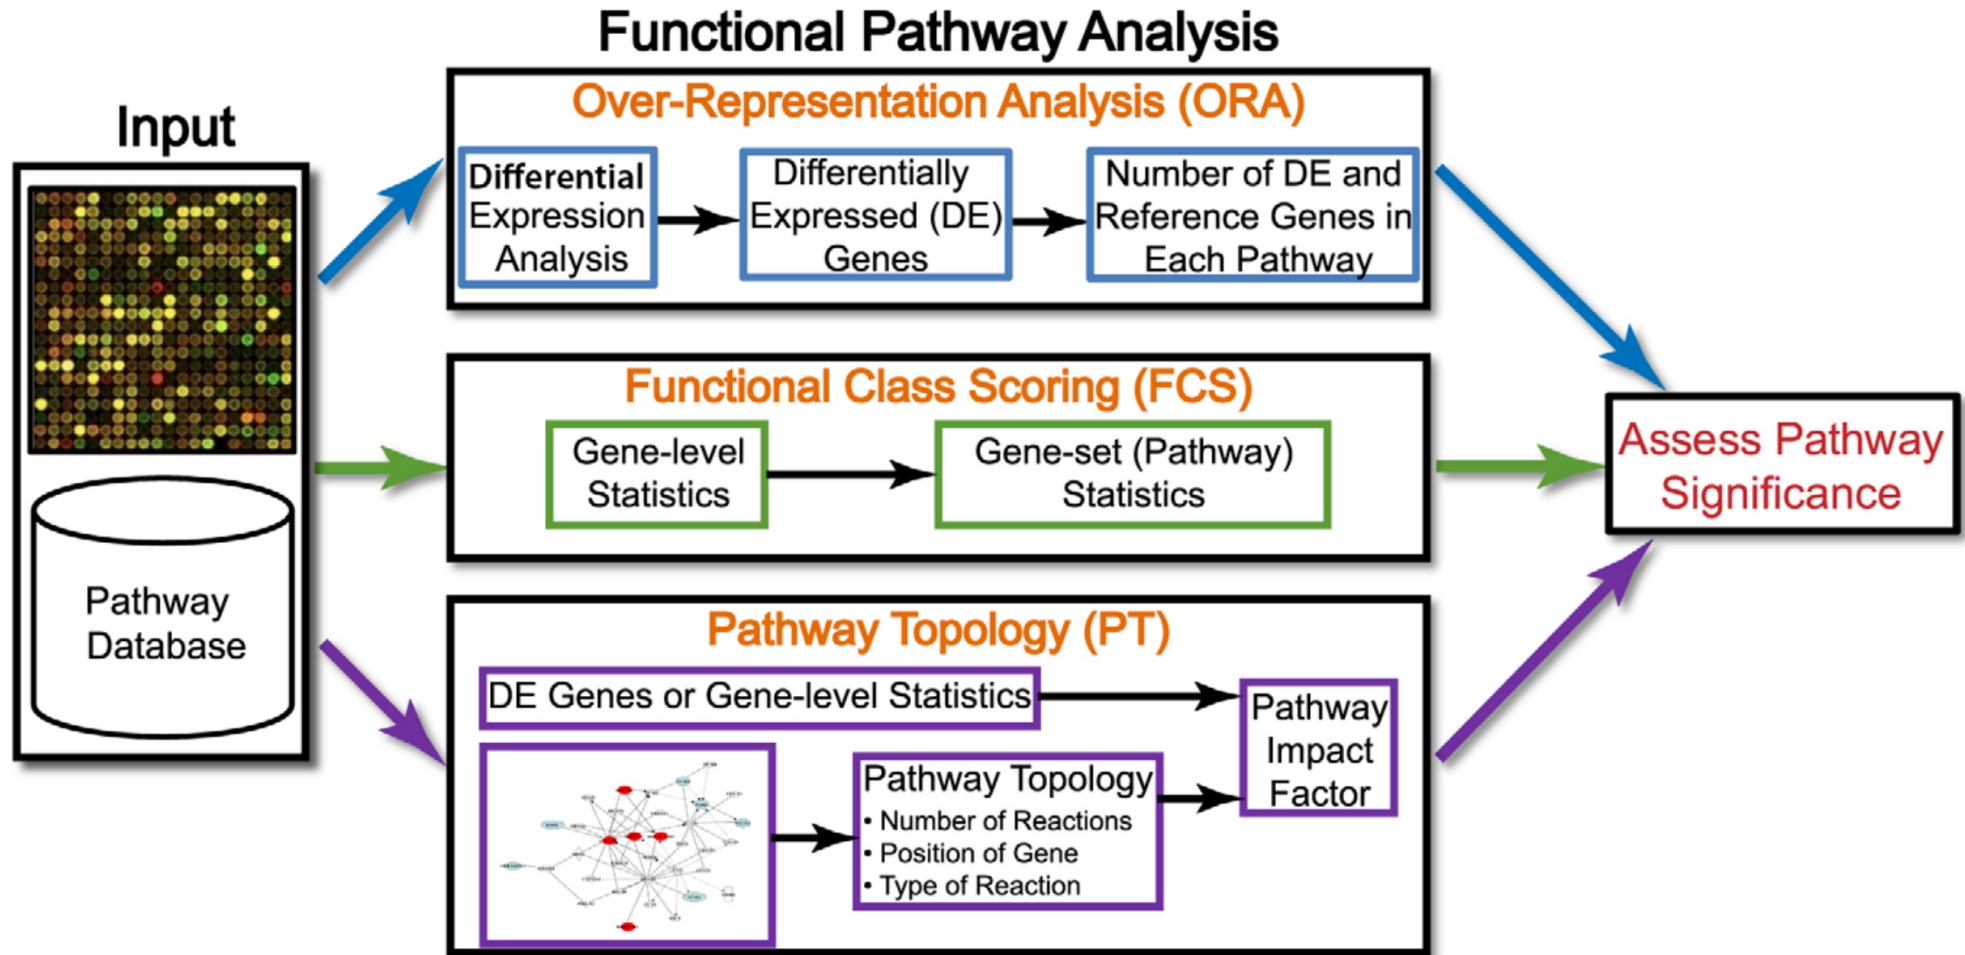 Functional Pathway Analysis
Input
Pathway
Database
Over-Representation Analysis (ORA)
Differential
Expression
Analysis
Differentially
Expressed (DE)
Genes
Number of DE and
Reference Genes in
Each Pathway
Functional Class Scoring (FCS)
Gene-level
Statistics
Gene-set (Pathway)
Statistics
Pathway Topology (PT)
DE Genes or Gene-level Statistics
Pathway Topology
• Number of Reactions
• Position of Gene
• Type of Reaction
Pathway
Impact
Factor
Assess Pathway
Significance